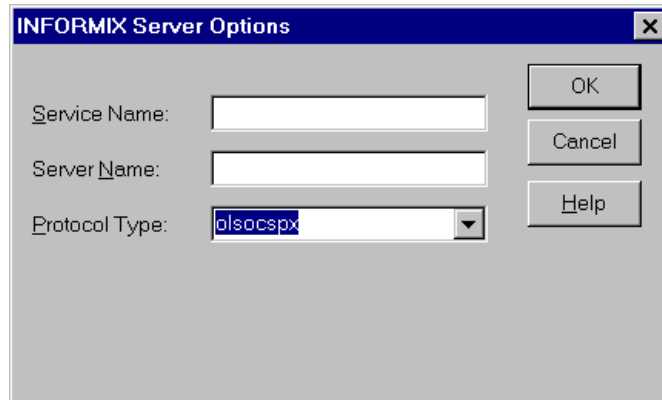 INFORMIX Server Options
OK
Service Name:
Cancel
Server Name:
Help
Protocol Type:
olsocspx